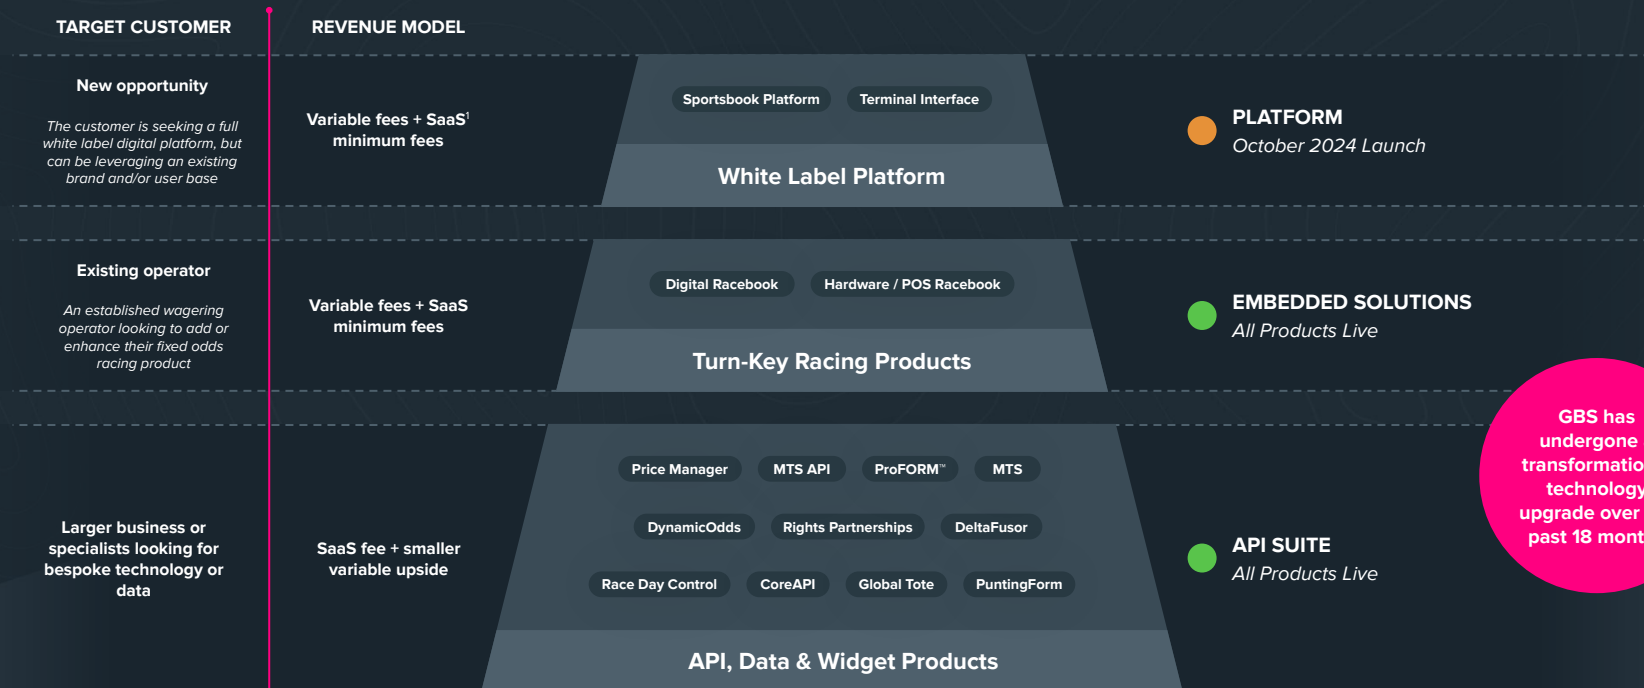 TARGET CUSTOMER
REVENUE MODEL
New opportunity
The customer is seeking a full
white label digital platform, but
can be leveraging an existing
brand and/or user base
Variable fees + SaaS¹
minimum fees
Sportsbook Platform
Terminal Interface
White Label Platform
PLATFORM
October 2024 Launch
Existing operator
An established wagering
operator looking to add or
enhance their fixed odds
racing product
Variable fees + SaaS
minimum fees
Digital Racebook
Hardware / POS Racebook
Turn-Key Racing Products
EMBEDDED SOLUTIONS
All Products Live
Larger business or
specialists looking for
bespoke technology or
data
SaaS fee + smaller
variable upside
Price Manager
MTS API
ProFORM™
MTS
DynamicOdds
Rights Partnerships
DeltaFusor
Race Day Control
CoreAPI
Global Tote
PuntingForm
API, Data & Widget Products
API SUITE
All Products Live
GBS has
undergone
transformatio
technology
upgrade over
past 18 mont